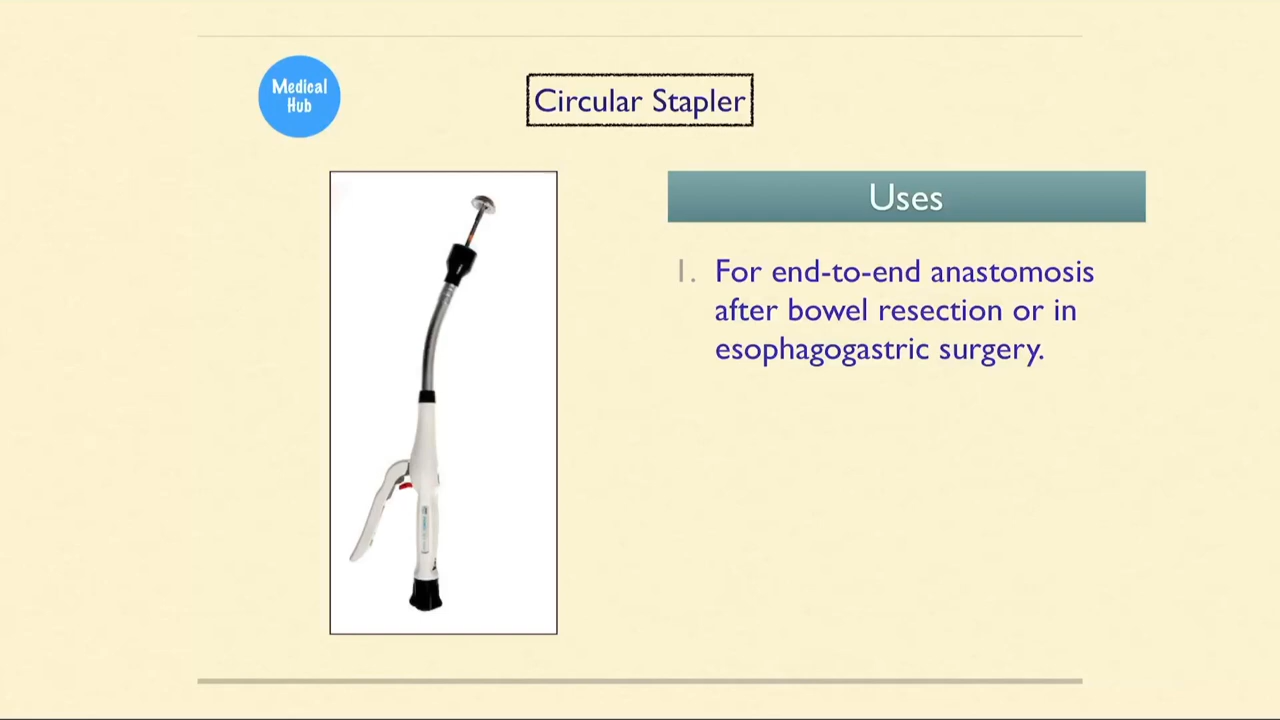 Medical
Hub
Circular Stapler
Uses
1. For end-to-end anastomosis
after bowel resection or in
esophagogastric surgery.